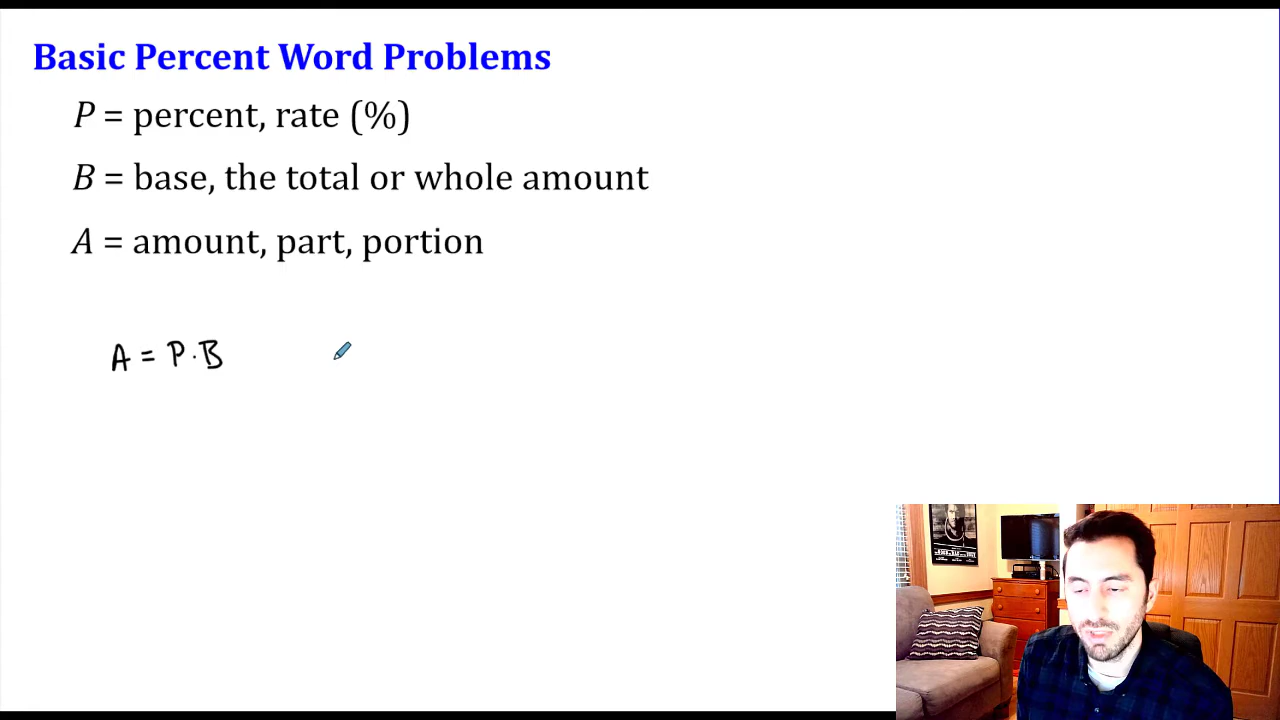 Basic Percent Word Problems
P = percent, rate (%)
B = base, the total or whole amount
A = amount, part, portion
A = P · B